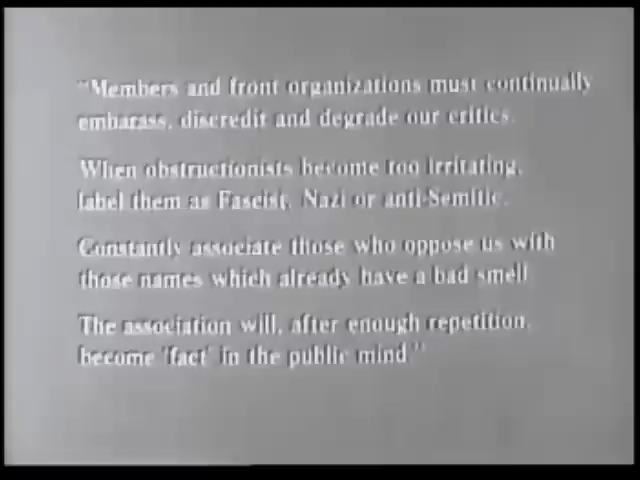 "Members and front organizations must continually
embarass, discredit and degrade our critics.
When obstructionists become too irritating,
label them as Fascist, Nazi or anti-Semitic.
Constantly associate those who oppose us with
those names which already have a bad smell.
The association will, after enough repetition,
become 'fact' in the public mind."